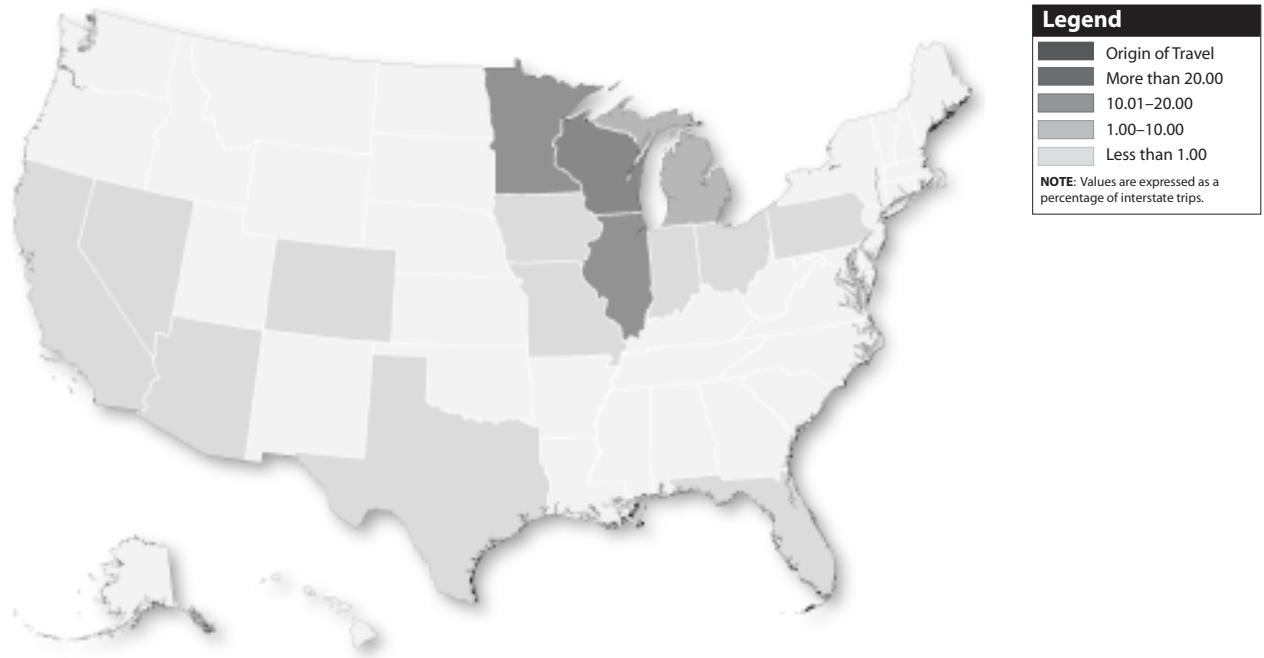 Legend
Origin of Travel
More than 20.00
10.01–20.00
1.00–10.00
Less than 1.00
NOTE: Values are expressed as a
percentage of interstate trips.